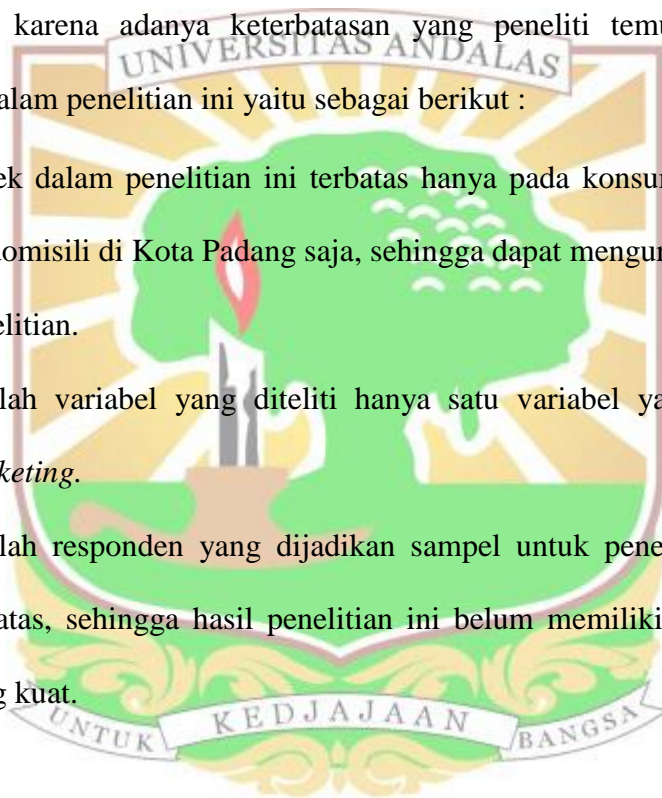 karena adanya keterbatasan yang peneliti temu
UNIVERSITAS ANDALAS
alam penelitian ini yaitu sebagai berikut :
ek dalam penelitian ini terbatas hanya pada konsur
omisili di Kota Padang saja, sehingga dapat mengur
elitian.
lah variabel yang diteliti hanya satu variabel ya
keting.
lah responden yang dijadikan sampel untuk pene
atas, sehingga hasil penelitian ini belum memiliki
g kuat.
UNTUK KEDJAJAAN BANGSA